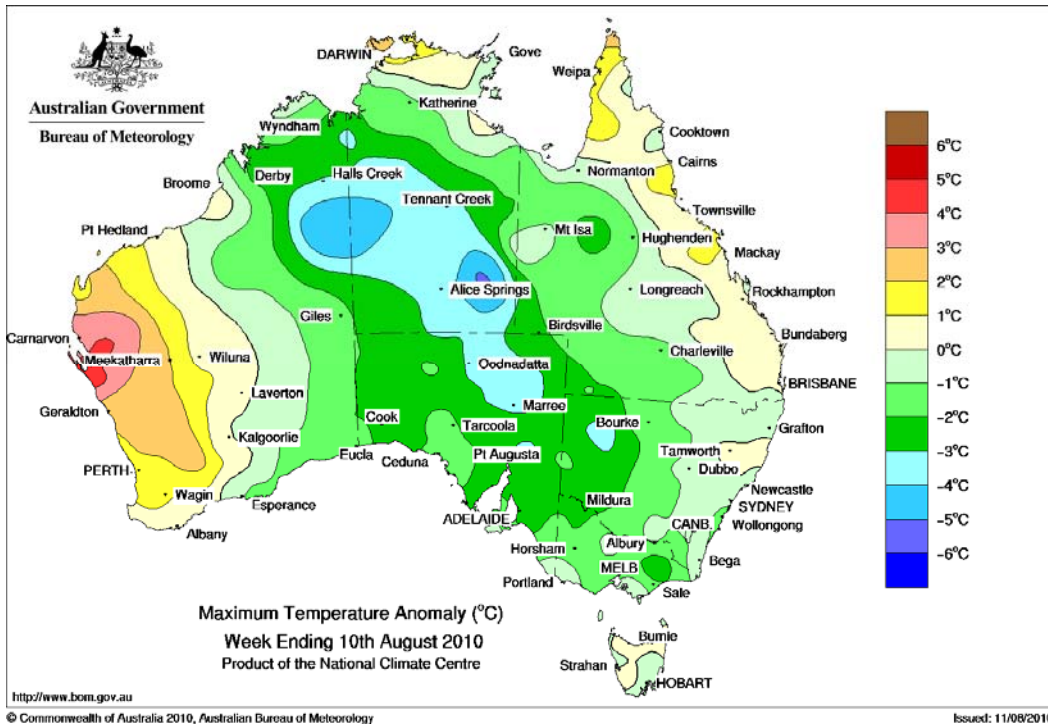 Australian Government
Bureau of Meteorology
DARWIN
Gove
Weipa
Katherine
Wyndham
Cooktown
Cairns
Normanton
Derby
Halls Creek
Broome
Tennant Creek
Townsville
Mt Isa
Hughenden
Pt Hedland
Mackay
Alice Springs
Longreach
Rockhampton
Giles
Birdsville
Bundaberg
Carnarvon
Meekatharra
Wiluna
Charleville
Oodnadatta
BRISBANE
Laverton
Marree
Geraldton
Cook
Tarcoola
Bourke
Grafton
Kalgoorlie
Eucla
Ceduna
Pt Augusta
Tamworth
Dubbo
PERTH
Wagin
Esperance
Mildura
Newcastle
SYDNEY
Albany
ADELAIDE
CANB.
Wollongong
Horsham
Albury
Bega
MELB
Portland
Sale
Burnie
Strahan
HOBART
6°C
5°C
4°C
3°C
2°C
1°C
0°C
-1°C
-2°C
-3°C
-4°C
-5°C
-6°C
Maximum Temperature Anomaly (°C)
Week Ending 10th August 2010
Product of the National Climate Centre
http://www.bom.gov.au
© Commonwealth of Australia 2010, Australian Bureau of Meteorology
Issued: 11/08/2010